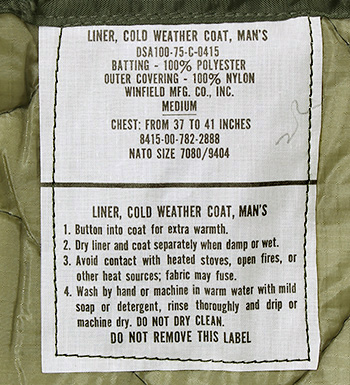 LINER, COLD WEATHER COAT, MAN'S
DSA100-75-C-0415
BATTING - 100% POLYESTER
OUTER COVERING - 100% NYLON
WINFIELD MFG. CO., INC.
MEDIUM
CHEST: FROM 37 TO 41 INCHES
8415-00-782-2888
NATO SIZE 7080/9404
LINER, COLD WEATHER COAT, MAN'S
1. Button into coat for extra warmth.
2. Dry liner and coat separately when damp or wet.
3. Avoid contact with heated stoves, open fires, or
other heat sources; fabric may fuse.
4. Wash by hand or machine in warm water with mild
soap or detergent, rinse thoroughly and drip or
machine dry. DO NOT DRY CLEAN.
DO NOT REMOVE THIS LABEL